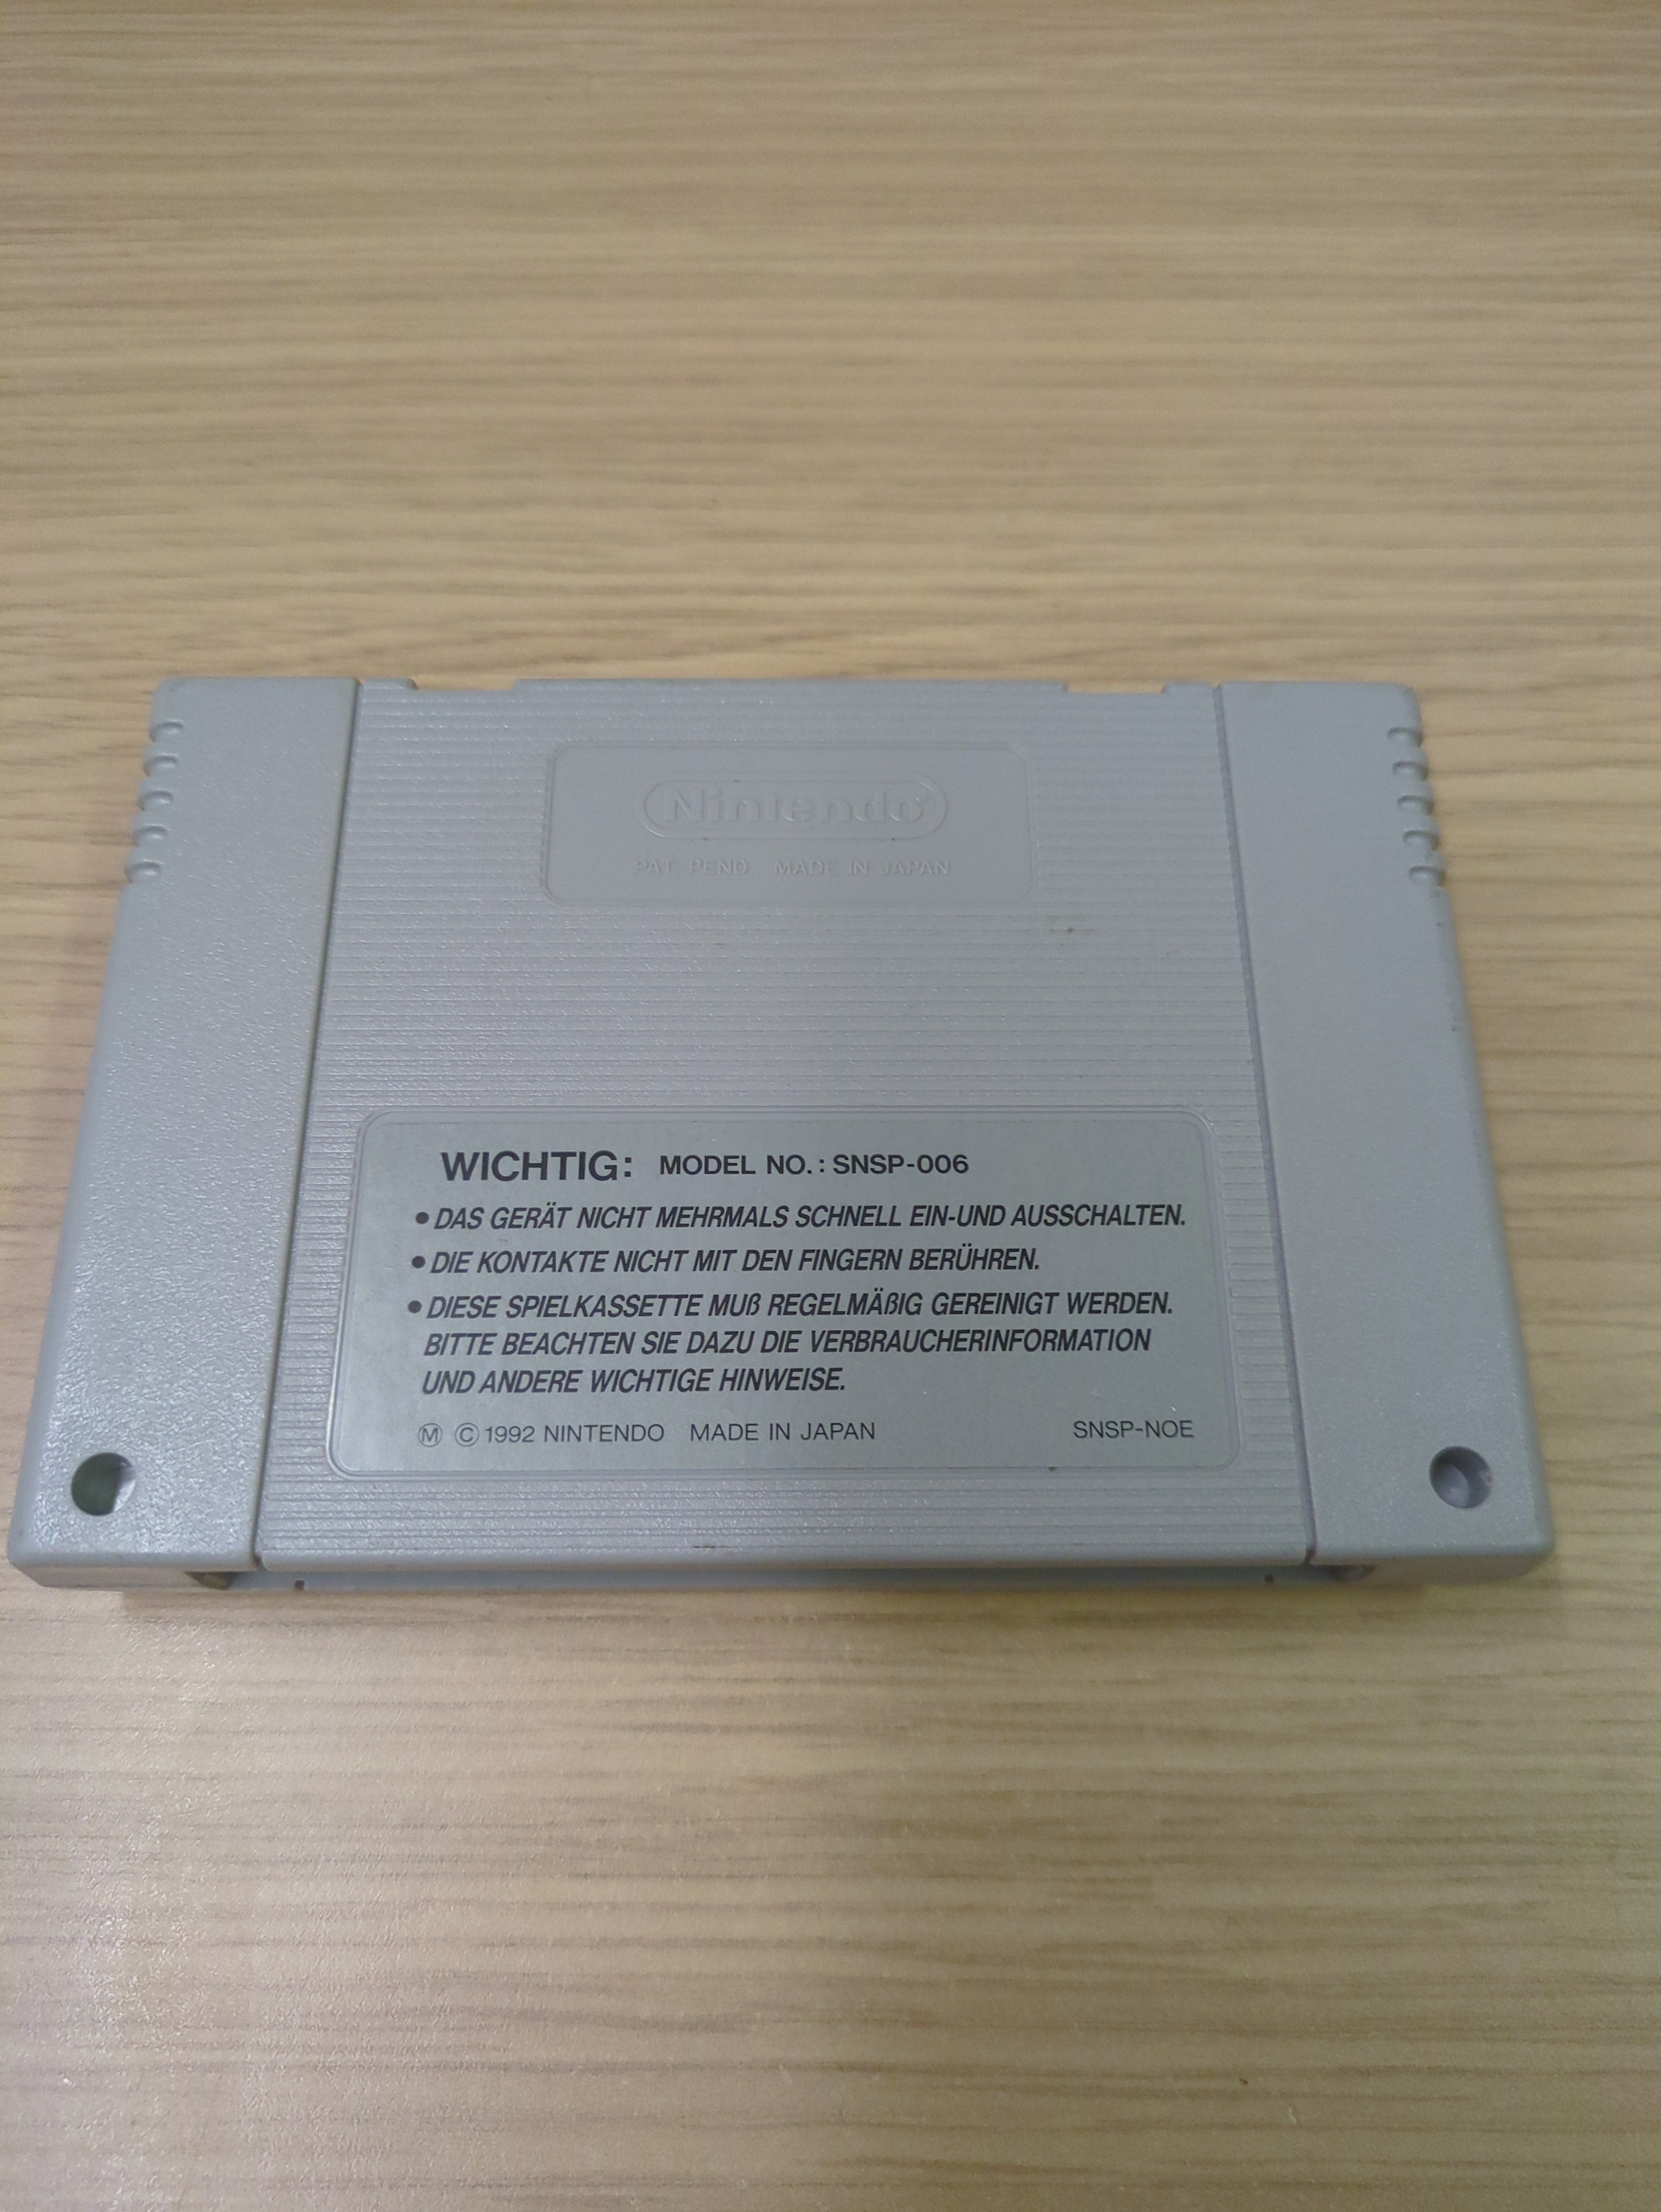 Nintendo
PAT. PEND MADE IN JAPAN
WICHTIG: MODEL NO.: SNSP-006
• DAS GERÄT NICHT MEHRMALS SCHNELL EIN-UND AUSSCHALTEN.
• DIE KONTAKTE NICHT MIT DEN FINGERN BERÜHREN.
• DIESE SPIELKASSETTE MUß REGELMÄßIG GEREINIGT WERDEN.
BITTE BEACHTEN SIE DAZU DIE VERBRAUCHERINFORMATION
UND ANDERE WICHTIGE HINWEISE.
Ⓜ © 1992 NINTENDO MADE IN JAPAN SNSP-NOE